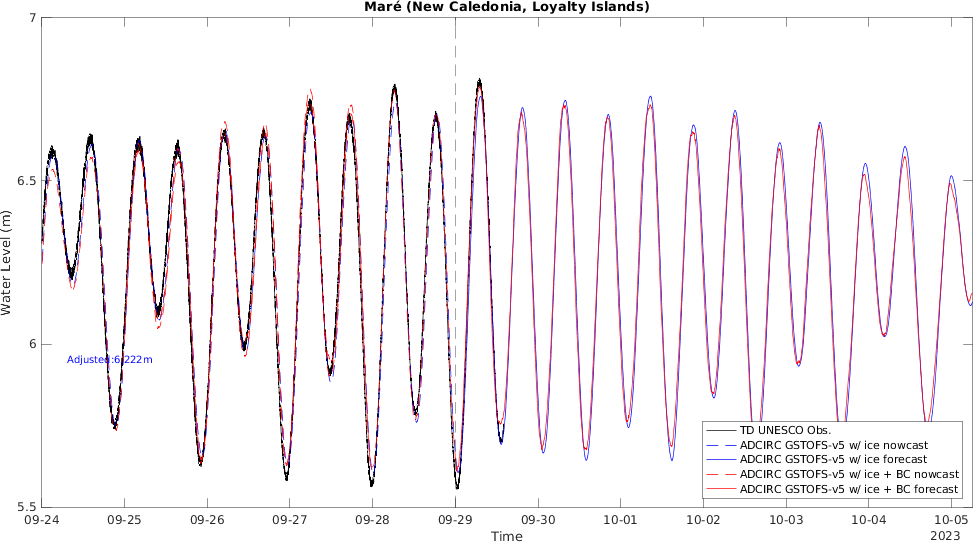 Maré (New Caledonia, Loyalty Islands)
7
6.5
6
5.5
Water Level (m)
Adjusted:6.222m
TD UNESCO Obs.
ADCIRC GSTOFS-v5 w/ ice nowcast
ADCIRC GSTOFS-v5 w/ ice forecast
ADCIRC GSTOFS-v5 w/ ice + BC nowcast
ADCIRC GSTOFS-v5 w/ ice + BC forecast
09-24 09-25 09-26 09-27 09-28 09-29 09-30 10-01 10-02 10-03 10-04 10-05
Time
2023